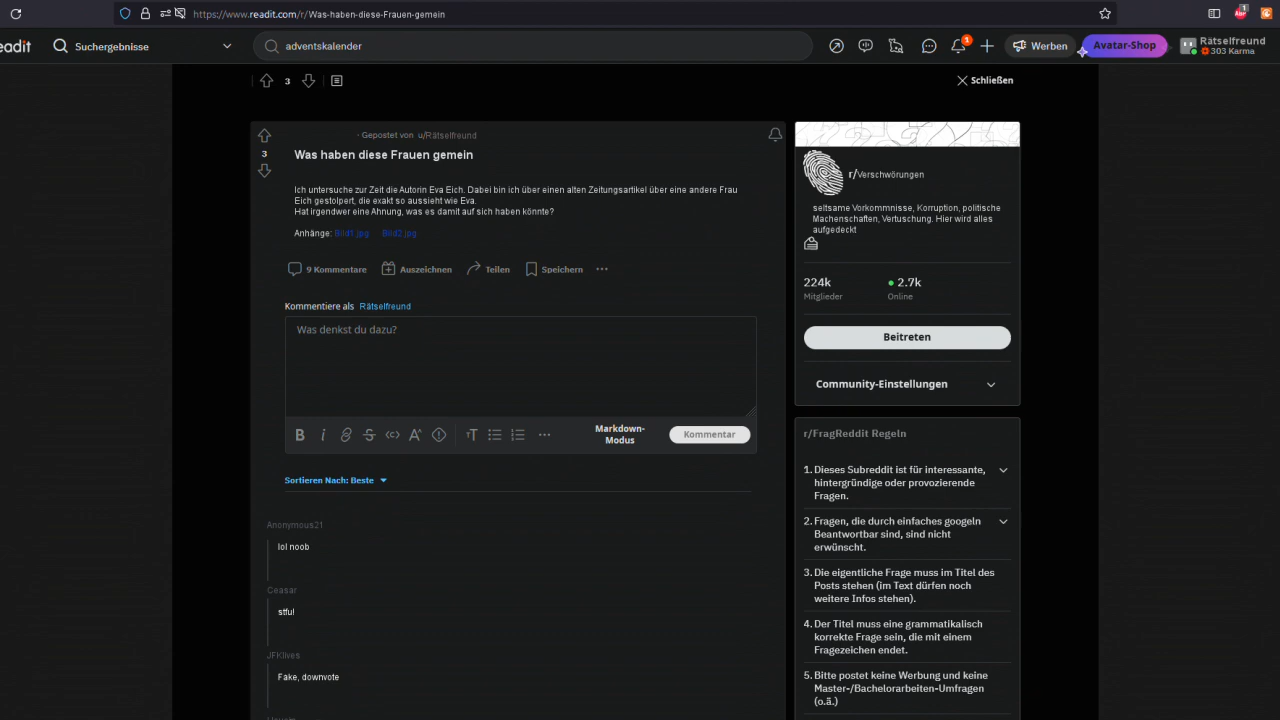 https://www.readit.com/r/Was-haben-diese-Frauen-gemein
1
eadit
Suchergebnisse
adventskalender
1
Werben
Avatar-Shop
Rätselfreund
303 Karma
3
Schließen
3
· Gepostet von u/Rätselfreund
Was haben diese Frauen gemein
Ich untersuche zur Zeit die Autorin Eva Eich. Dabei bin ich über einen alten Zeitungsartikel über eine andere Frau
Eich gestolpert, die exakt so aussieht wie Eva.
Hat irgendwer eine Ahnung, was es damit auf sich haben könnte?
Anhänge: Bild1.jpg Bild2.jpg
9 Kommentare
Auszeichnen
Teilen
Speichern
Kommentiere als Rätselfreund
Was denkst du dazu?
Markdown-
Modus
Kommentar
Sortieren Nach: Beste
Anonymous21
lol noob
Ceasar
stfu!
JFKlives
Fake, downvote
r/Verschwörungen
seltsame Vorkommnisse, Korruption, politische
Machenschaften, Vertuschung. Hier wird alles
aufgedeckt
224k
Mitglieder
2.7k
Online
Beitreten
Community-Einstellungen
r/FragReddit Regeln
1. Dieses Subreddit ist für interessante,
hintergründige oder provozierende
Fragen.
2. Fragen, die durch einfaches googeln
Beantwortbar sind, sind nicht
erwünscht.
3. Die eigentliche Frage muss im Titel des
Posts stehen (im Text dürfen noch
weitere Infos stehen).
4. Der Titel muss eine grammatikalisch
korrekte Frage sein, die mit einem
Fragezeichen endet.
5. Bitte postet keine Werbung und keine
Master-/Bachelorarbeiten-Umfragen
(o.ä.)